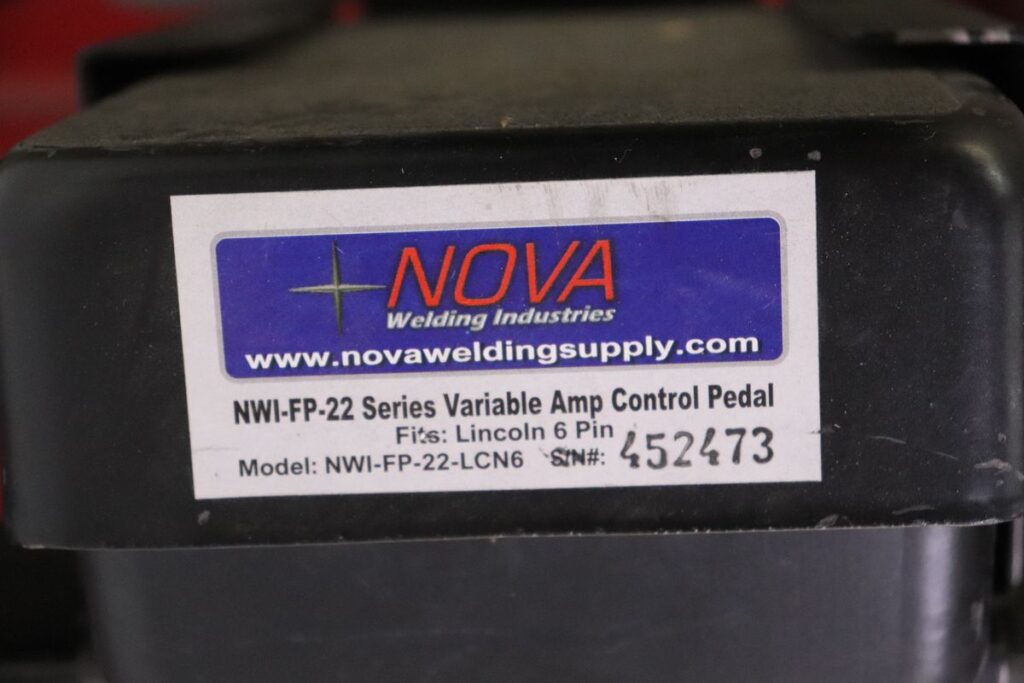 NOVA
Welding Industries
www.novaweldingsupply.com
NWI-FP-22 Series Variable Amp Control Pedal
Fits: Lincoln 6 Pin
Model: NWI-FP-22-LCN6 S/N#: 452473